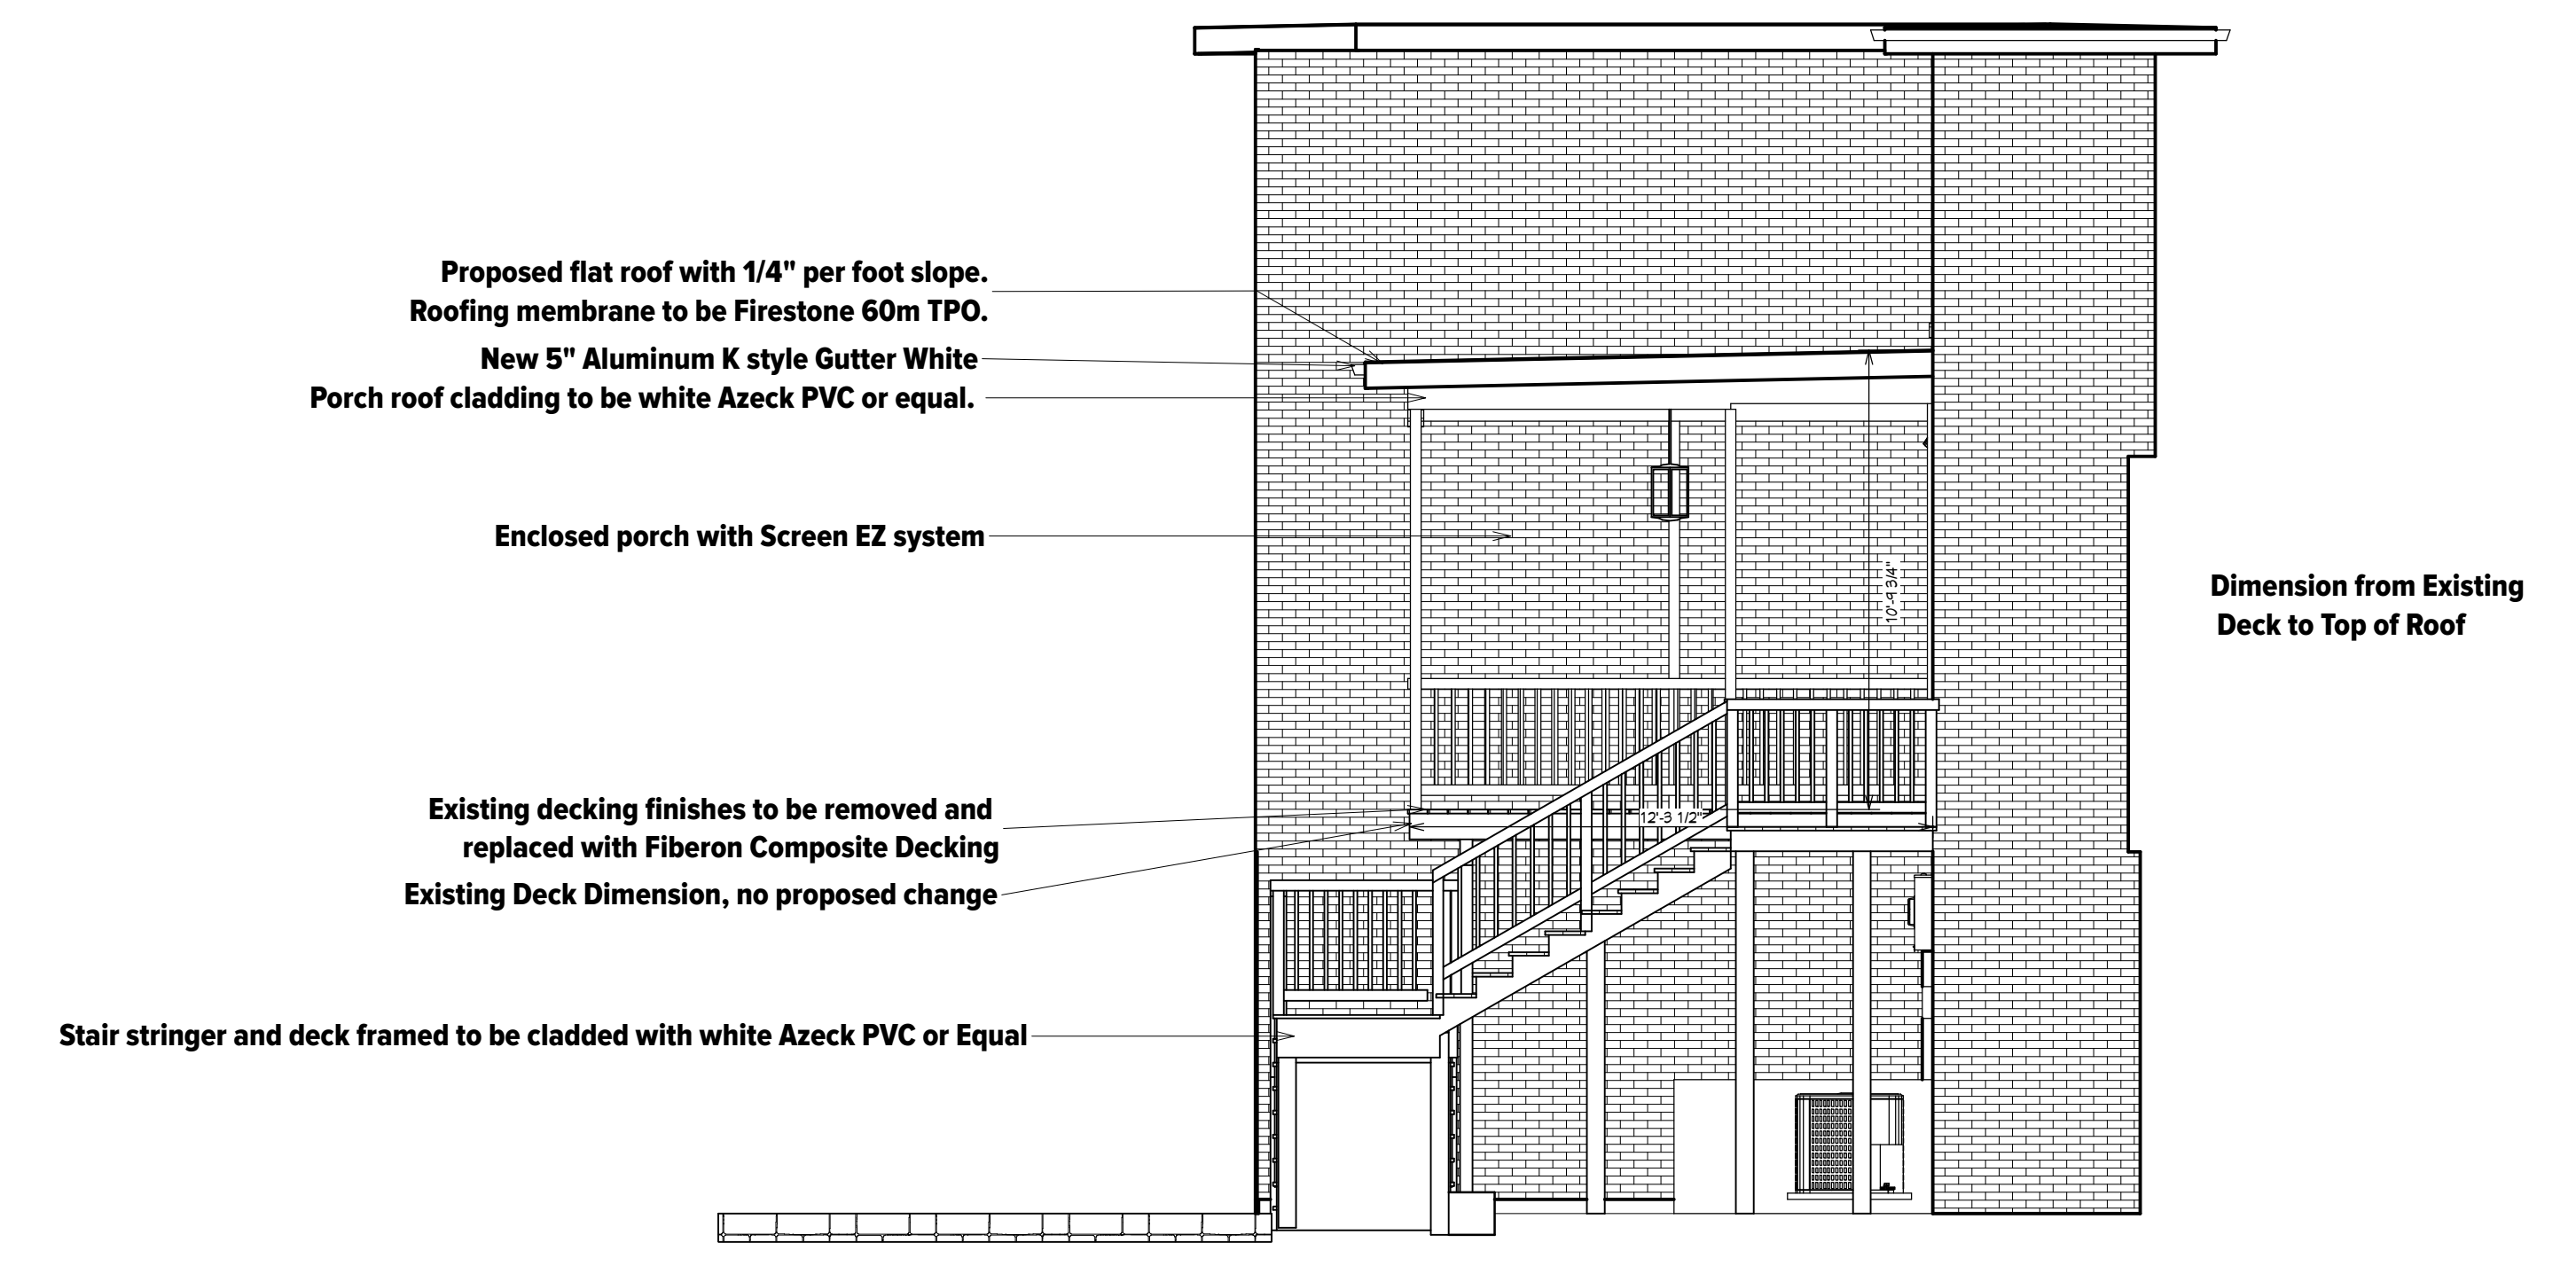 Proposed flat roof with 1/4" per foot slope.
Roofing membrane to be Firestone 60m TPO.
New 5" Aluminum K style Gutter White
Porch roof cladding to be white Azeck PVC or equal.
Enclosed porch with Screen EZ system
10'-9 3/4"
Dimension from Existing
Deck to Top of Roof
Existing decking finishes to be removed and
replaced with Fiberon Composite Decking
12'-3 1/2"
Existing Deck Dimension, no proposed change
Stair stringer and deck framed to be cladded with white Azeck PVC or Equal